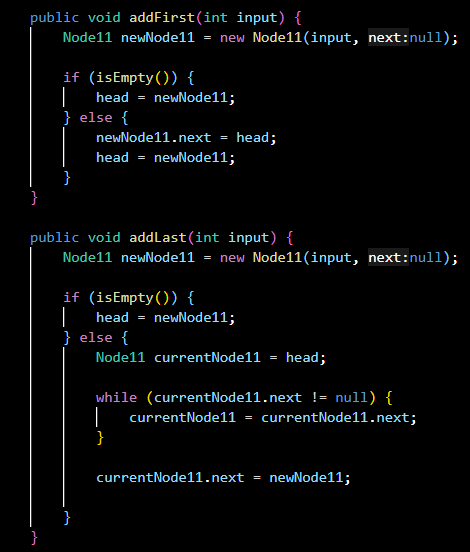 public void addFirst(int input) {
    Node11 newNode11 = new Node11(input, next:null);

    if (isEmpty()) {
        head = newNode11;
    } else {
        newNode11.next = head;
        head = newNode11;
    }
}

public void addLast(int input) {
    Node11 newNode11 = new Node11(input, next:null);

    if (isEmpty()) {
        head = newNode11;
    } else {
        Node11 currentNode11 = head;

        while (currentNode11.next != null) {
            currentNode11 = currentNode11.next;
        }

        currentNode11.next = newNode11;

    }
}